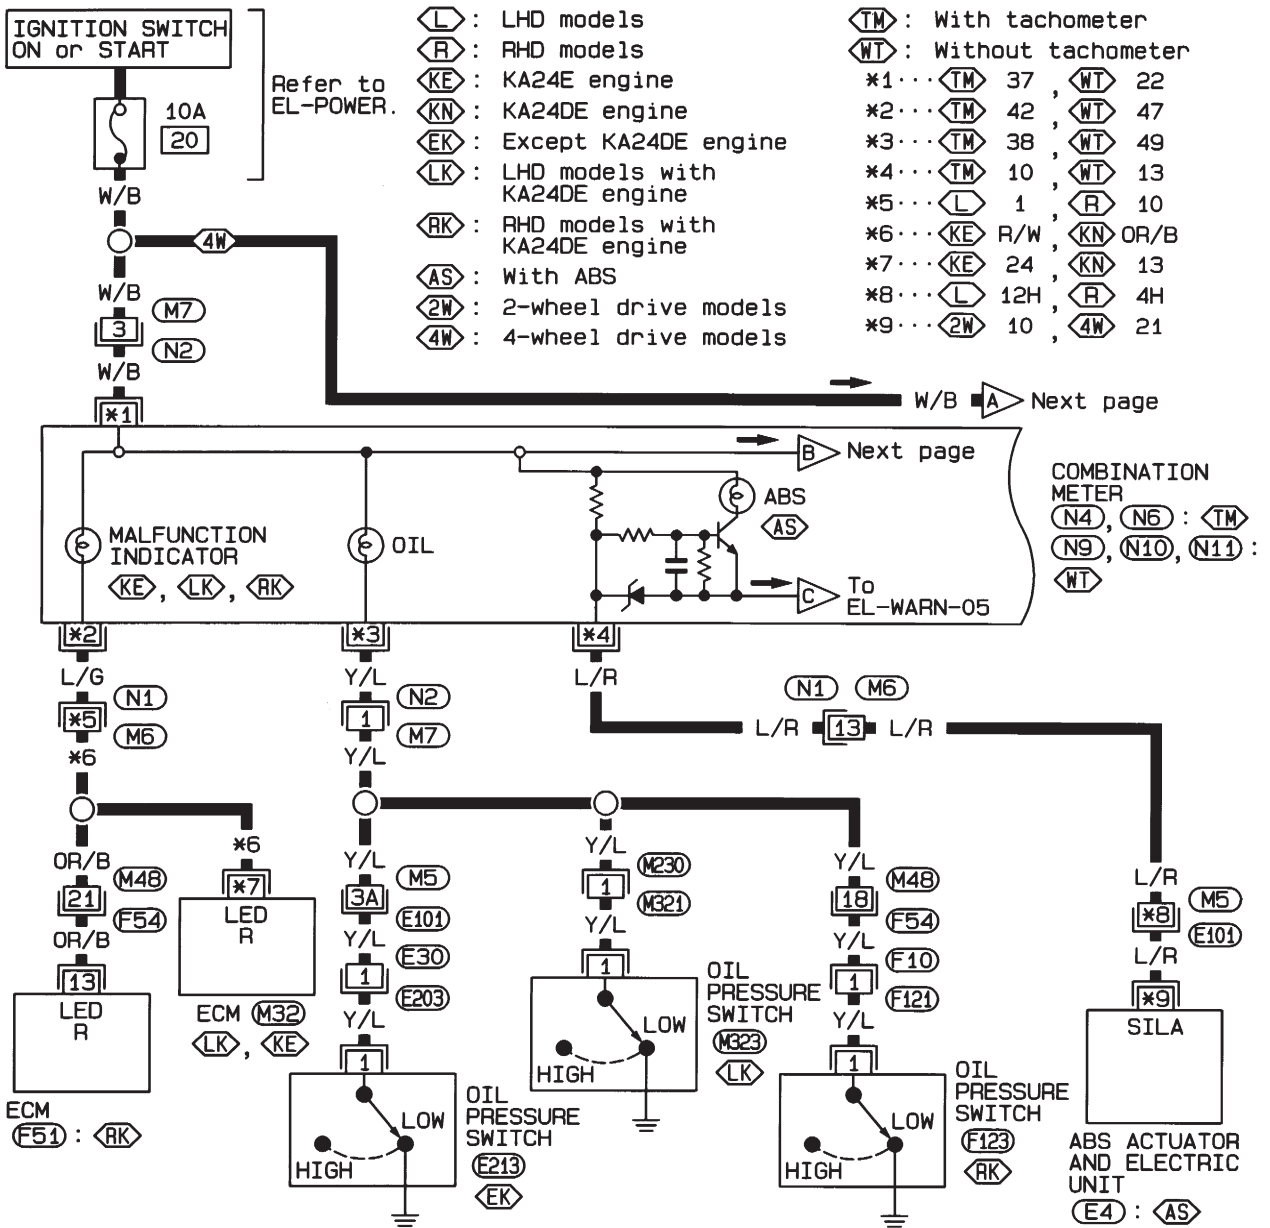 IGNITION SWITCH
ON or START
10A
20
Refer to
EL-POWER.
L : LHD models
R : RHD models
KE : KA24E engine
KN : KA24DE engine
EK : Except KA24DE engine
LK : LHD models with
KA24DE engine
RK : RHD models with
KA24DE engine
AS : With ABS
2W : 2-wheel drive models
4W : 4-wheel drive models
TM : With tachometer
WT : Without tachometer
*1··· TM 37 , WT 22
*2··· TM 42 , WT 47
*3··· TM 38 , WT 49
*4··· TM 10 , WT 13
*5··· L 1 , R 10
*6··· KE R/W , KN OR/B
*7··· KE 24 , KN 13
*8··· L 12H , R 4H
*9··· 2W 10 , 4W 21
W/B
4W
W/B
3
M7
N2
W/B
*1
W/B A Next page
B Next page
MALFUNCTION
INDICATOR
KE , LK , RK
OIL
ABS
AS
C To
EL-WARN-05
COMBINATION
METER
N4 , N6 : TM
N9 , N10 , N11 :
WT
*2
*3
*4
L/G
Y/L
L/R
*5
N1
M6
1
N2
M7
N1 M6
L/R 13 L/R
*6
Y/L
*6
*7
LED
R
ECM M32
LK , KE
OR/B
21
M48
F54
OR/B
13
LED
R
ECM
F51 : RK
Y/L
3A
M5
E101
Y/L
1
E30
E203
Y/L
1
LOW
HIGH
OIL
PRESSURE
SWITCH
E213
EK
Y/L
1
M230
M321
Y/L
1
LOW
HIGH
OIL
PRESSURE
SWITCH
M323
LK
Y/L
18
M48
F54
Y/L
1
F10
F121
Y/L
1
LOW
HIGH
OIL
PRESSURE
SWITCH
F123
RK
L/R
*8
M5
E101
L/R
*9
SILA
ABS ACTUATOR
AND ELECTRIC
UNIT
E4 : AS